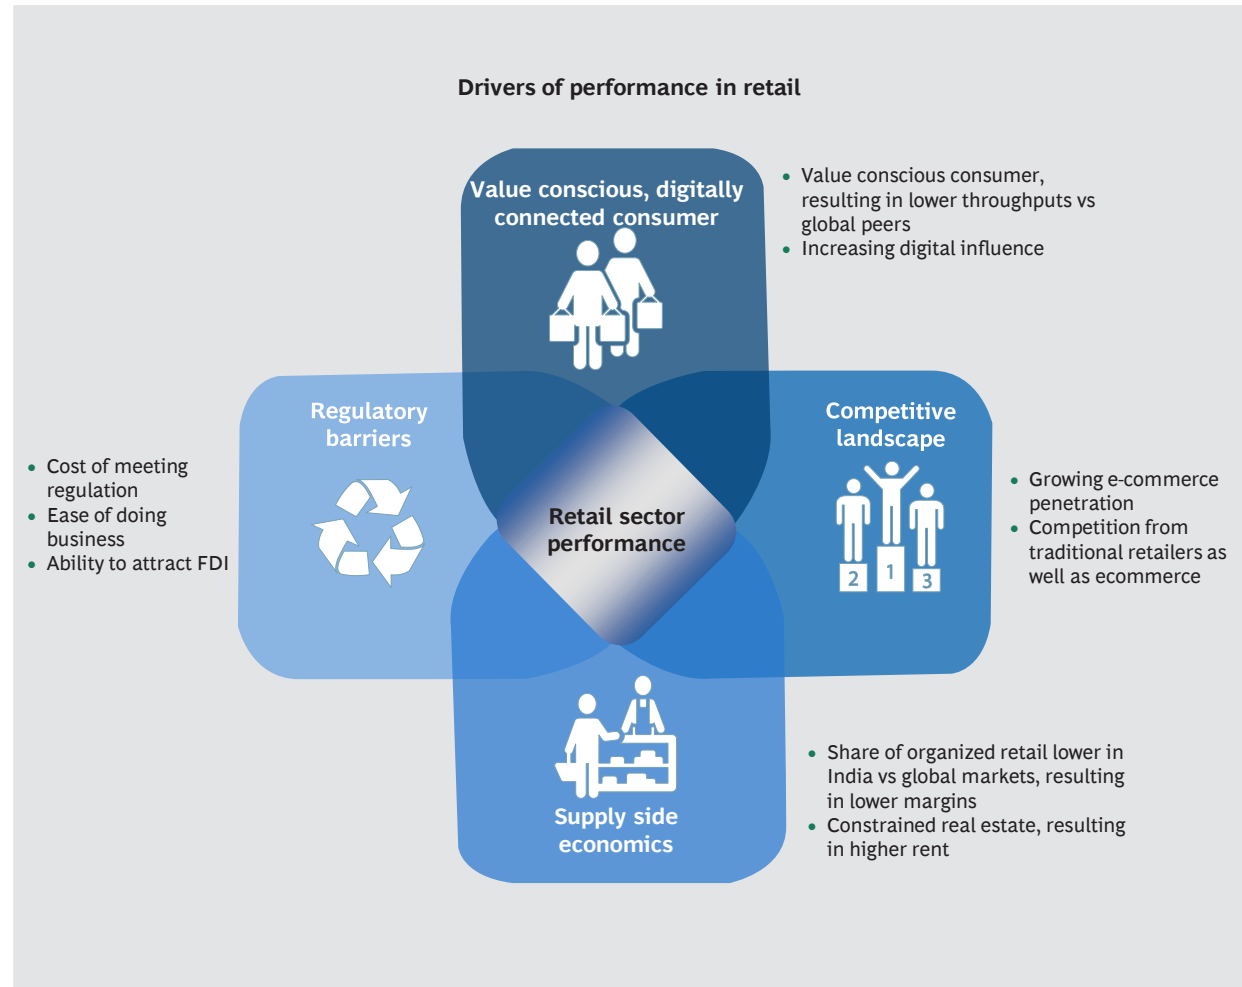 Drivers of performance in retail
Value conscious, digitally
connected consumer
• Value conscious consumer,
resulting in lower throughputs vs
global peers
• Increasing digital influence
Regulatory
barriers
• Cost of meeting
regulation
• Ease of doing
business
• Ability to attract FDI
Retail sector
performance
Competitive
landscape
2
1
3
• Growing e-commerce
penetration
• Competition from
traditional retailers as
well as ecommerce
Supply side
economics
• Share of organized retail lower in
India vs global markets, resulting
in lower margins
• Constrained real estate, resulting
in higher rent